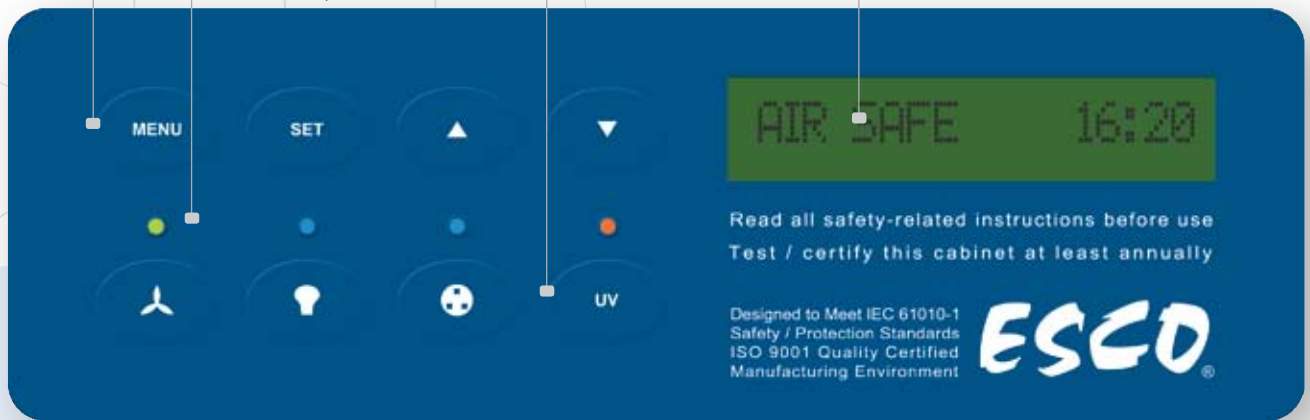 MENU SET ▲ ▼
UV
AIR SAFE 16:20
Read all safety-related instructions before use
Test / certify this cabinet at least annually
Designed to Meet IEC 61010-1
Safety / Protection Standards
ISO 9001 Quality Certified
Manufacturing Environment
ESCO®